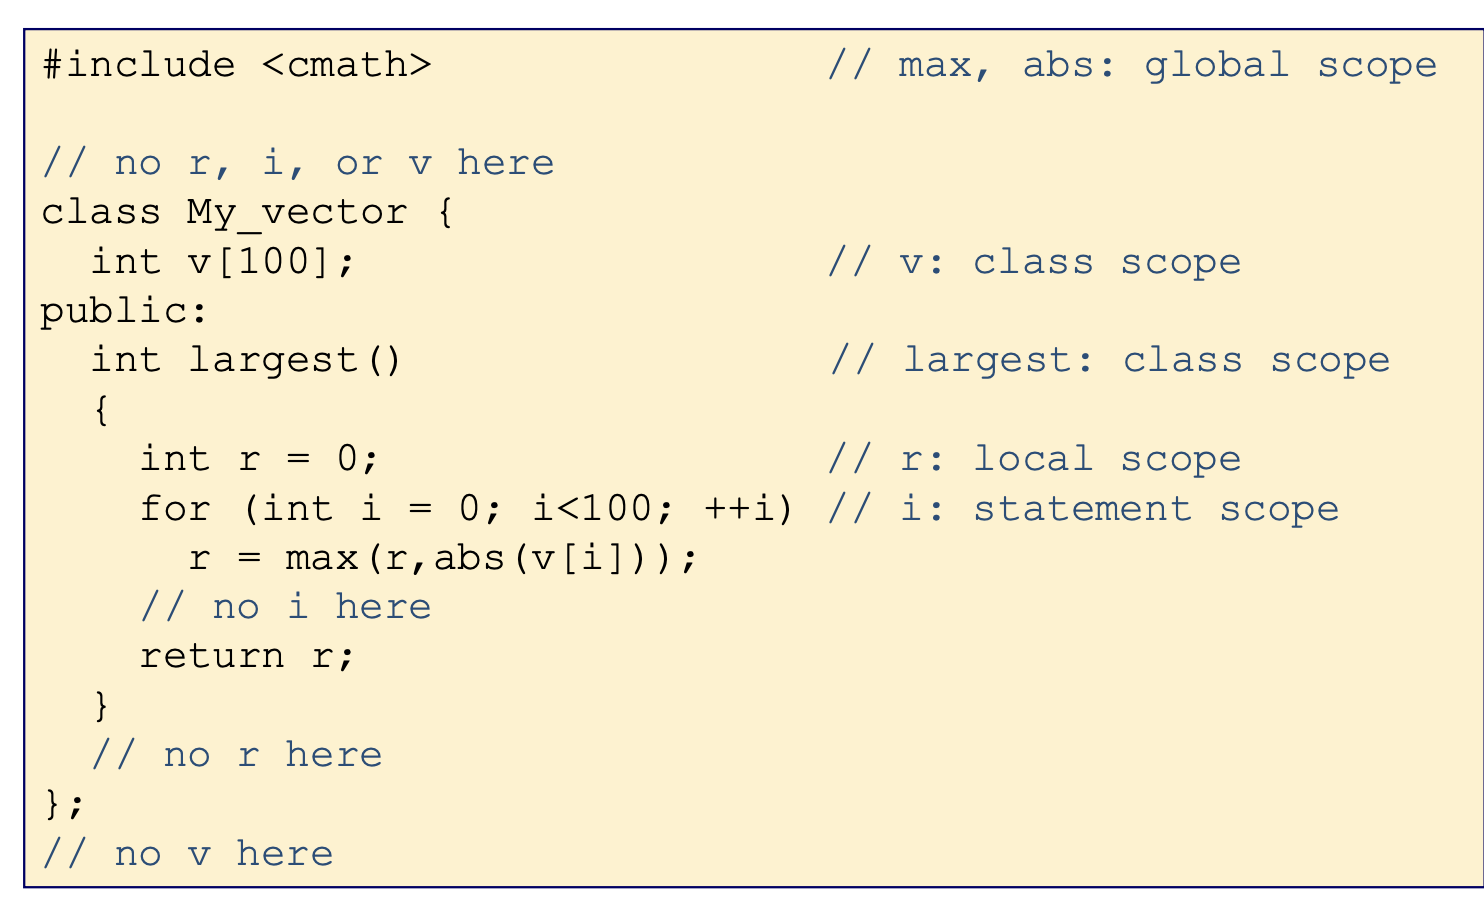 #include <cmath> // max, abs: global scope
// no r, i, or v here
class My_vector {
int v[100]; // v: class scope
public:
int largest() // largest: class scope
{
int r = 0; // r: local scope
for (int i = 0; i<100; ++i) // i: statement scope
r = max(r,abs(v[i]));
// no i here
return r;
}
// no r here
};
// no v here